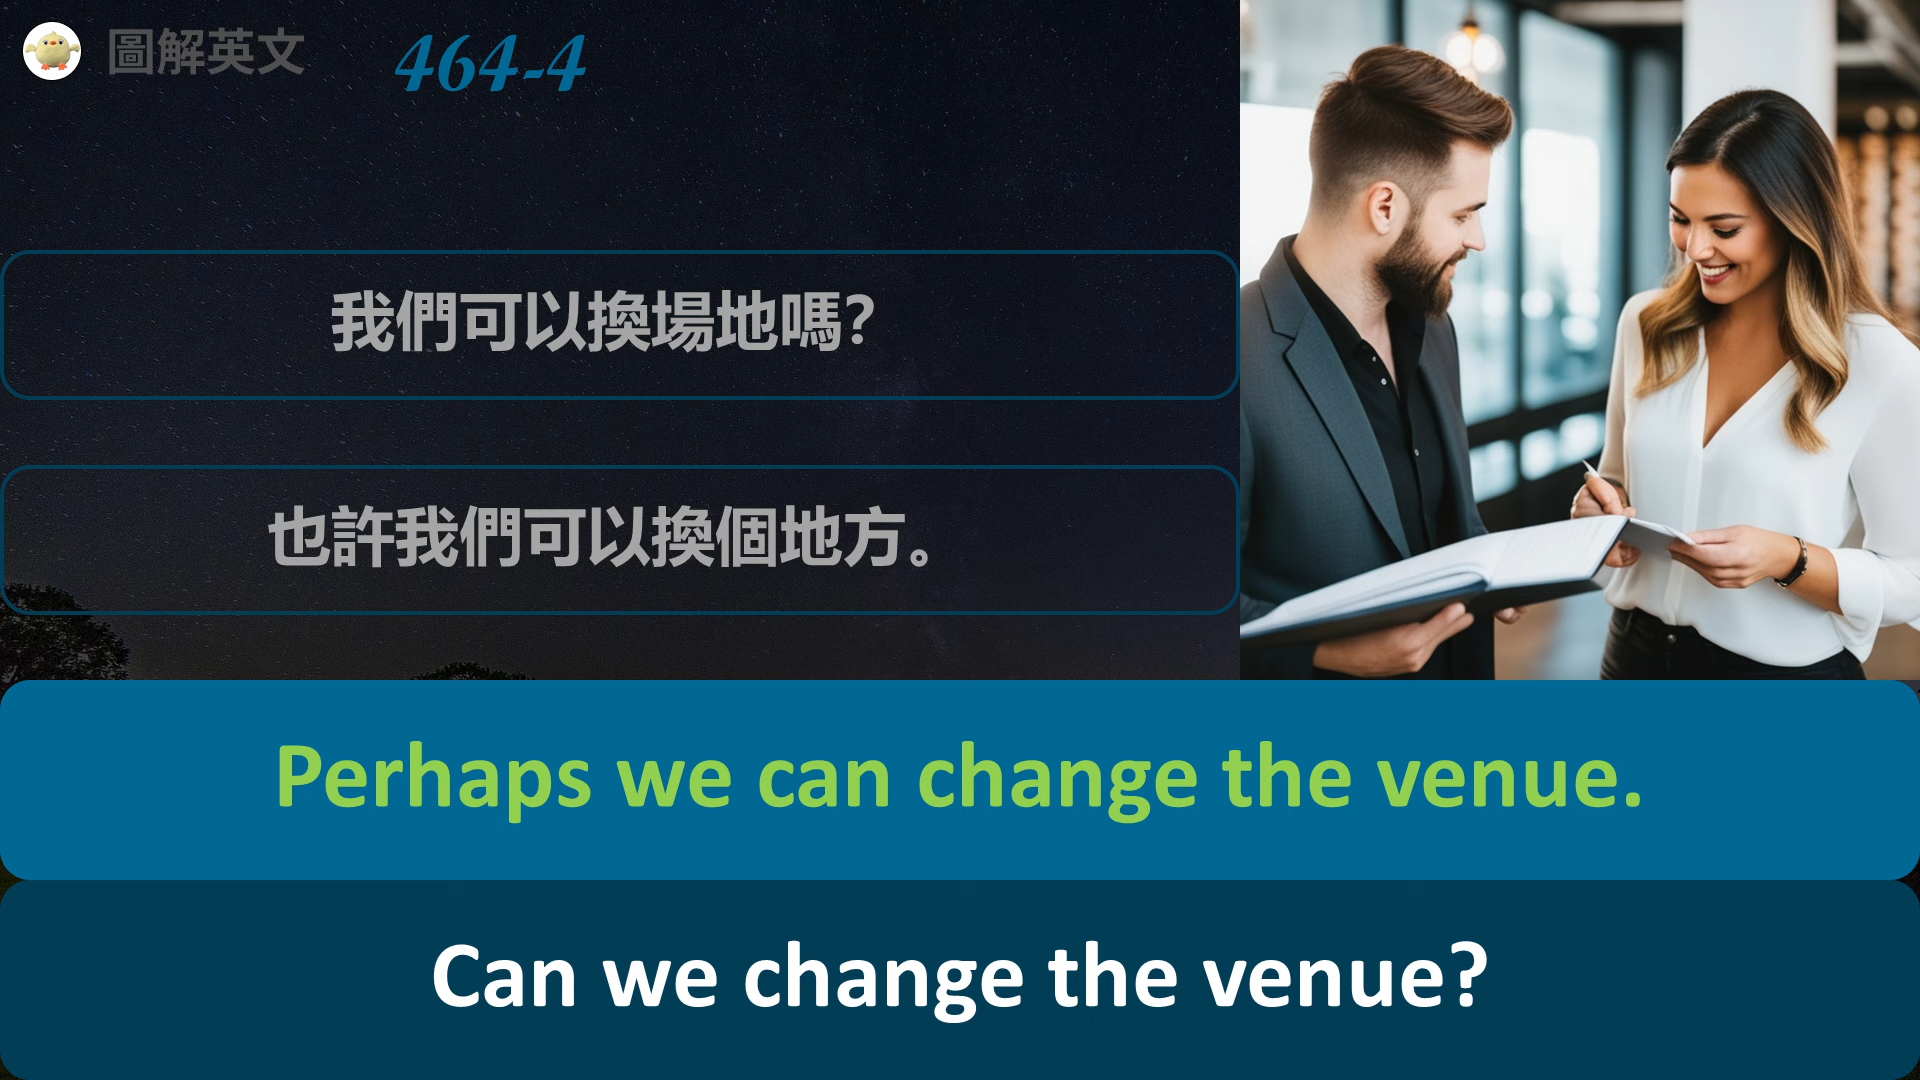 圖解英文
464-4
我們可以換場地嗎?
也許我們可以換個地方。
Perhaps we can change the venue.
Can we change the venue?